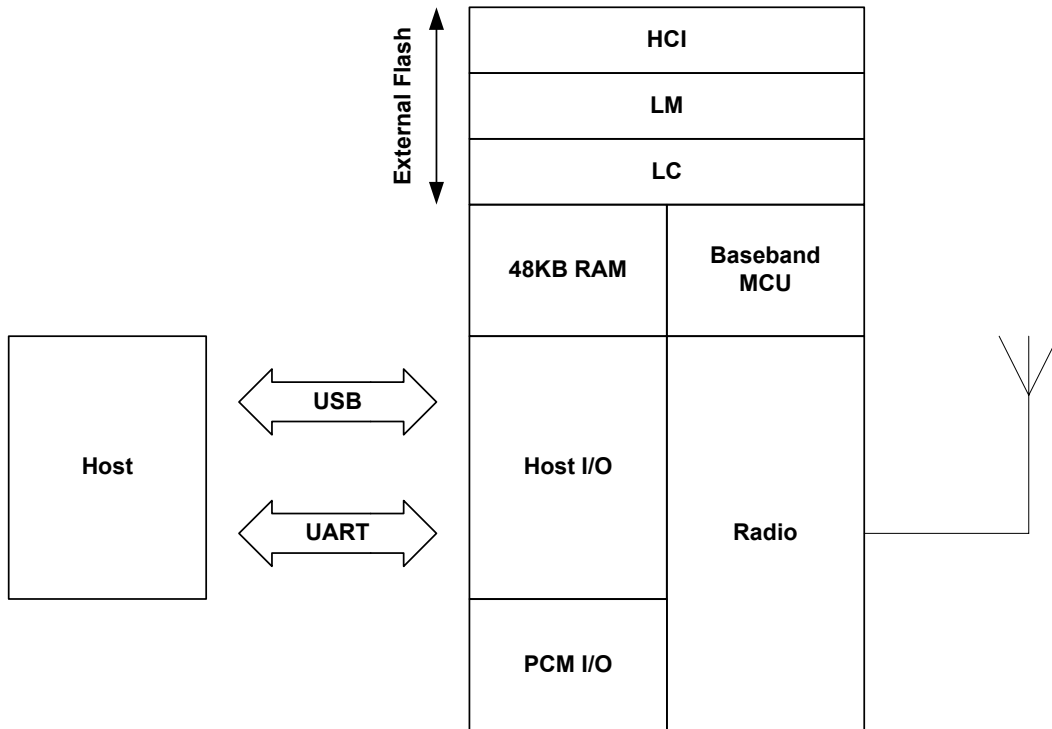 External Flash
HCI
LM
LC
48KB RAM
Baseband
MCU
Host
USB
UART
Host I/O
Radio
PCM I/O